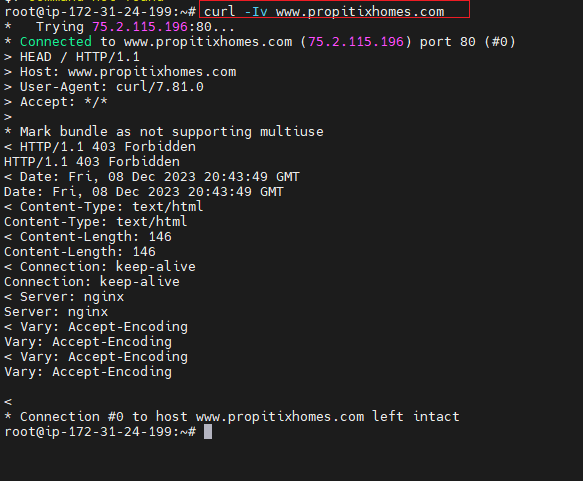 root@ip-172-31-24-199:~# curl -Iv www.propitixhomes.com
*   Trying 75.2.115.196:80...
* Connected to www.propitixhomes.com (75.2.115.196) port 80 (#0)
> HEAD / HTTP/1.1
> Host: www.propitixhomes.com
> User-Agent: curl/7.81.0
> Accept: */*
>
* Mark bundle as not supporting multiuse
< HTTP/1.1 403 Forbidden
HTTP/1.1 403 Forbidden
< Date: Fri, 08 Dec 2023 20:43:49 GMT
Date: Fri, 08 Dec 2023 20:43:49 GMT
< Content-Type: text/html
Content-Type: text/html
< Content-Length: 146
Content-Length: 146
< Connection: keep-alive
Connection: keep-alive
< Server: nginx
Server: nginx
< Vary: Accept-Encoding
Vary: Accept-Encoding
< Vary: Accept-Encoding
Vary: Accept-Encoding

<
* Connection #0 to host www.propitixhomes.com left intact
root@ip-172-31-24-199:~#